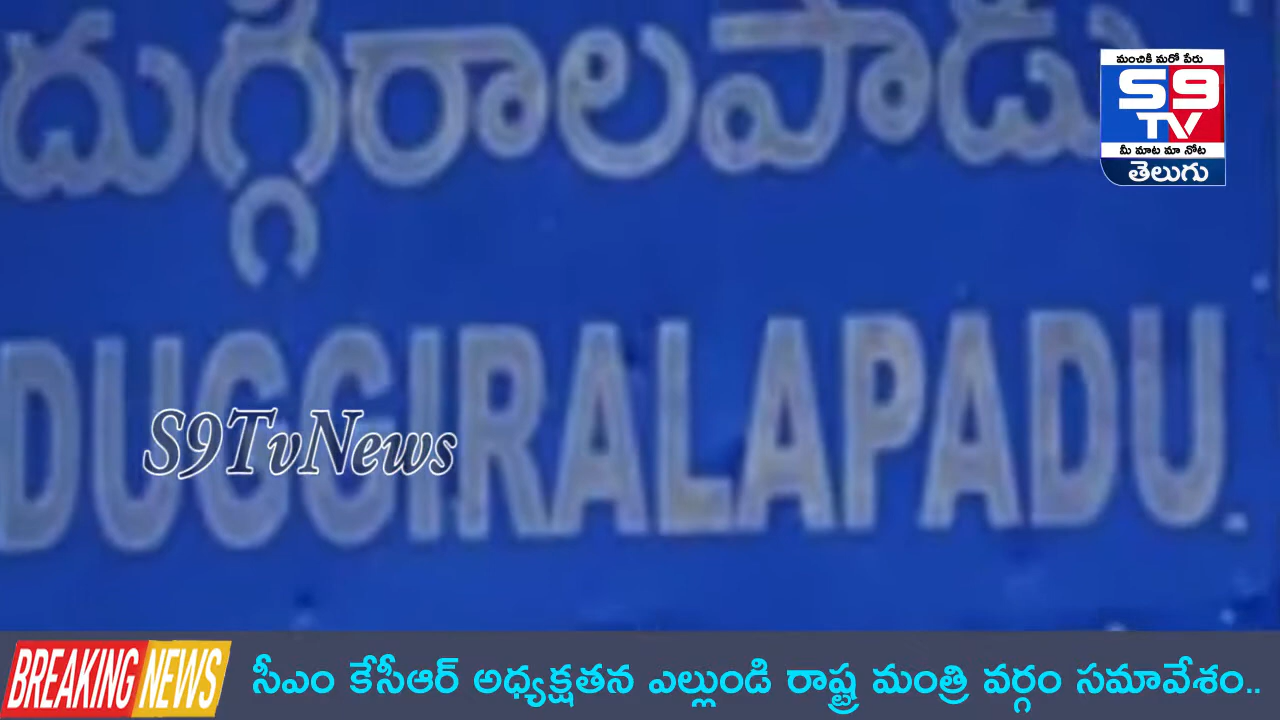 దుగ్గిరాలపాడు
మంచికి మరో పేరు
S9
TV
మీ మాట మా నోట
తెలుగు
DUGGIRALAPADU
S9TvNews
BREAKING NEWS
సీఎం కేసీఆర్ అధ్యక్షతన ఎల్లుండి రాష్ట్ర మంత్రి వర్గం సమావేశం..